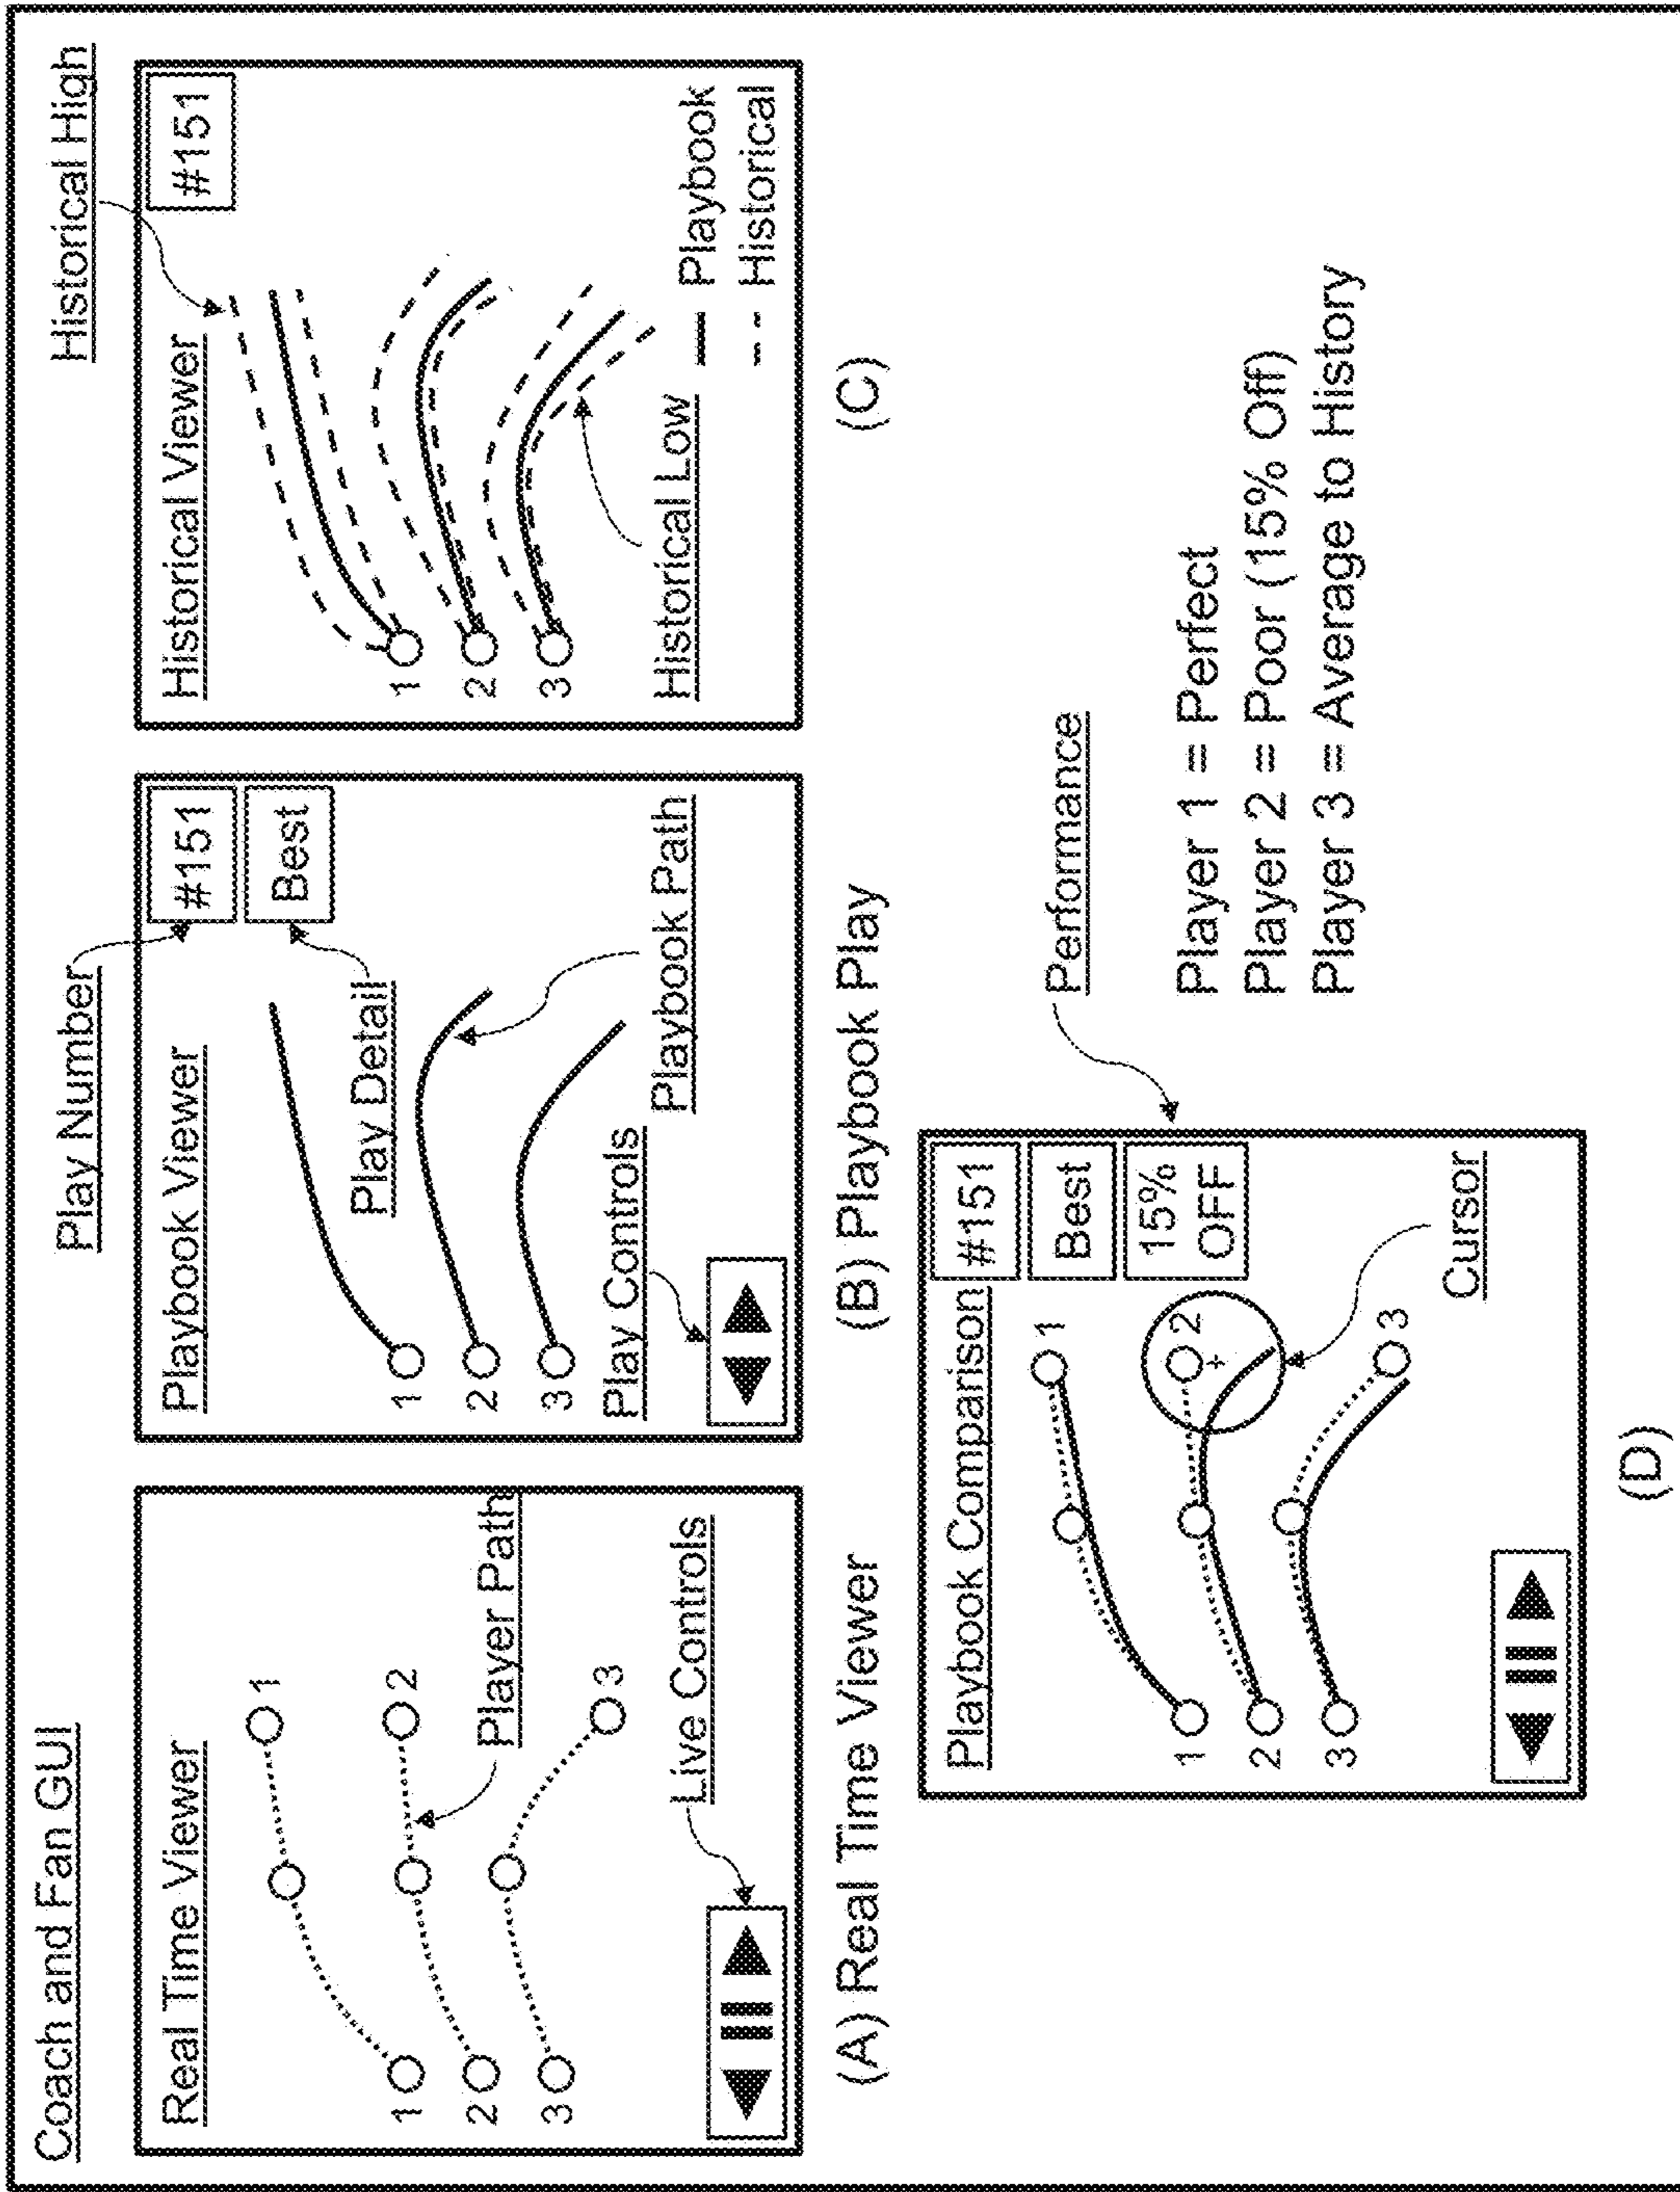 Coach and Fan GUI
Real Time Viewer
1
2
3
1
2
3
Player Path
Live Controls
(A) Real Time Viewer
Play Number
Playbook Viewer
#151
Best
Play Detail
1
2
3
Playbook Path
Play Controls
(B) Playbook Play
Historical High
Historical Viewer
#151
1
2
3
Historical Low
Playbook
Historical
(C)
Playbook Comparison
#151
Best
15%
OFF
1
2
3
1
2
3
Cursor
(D)
Performance
Player 1 = Perfect
Player 2 = Poor (15% Off)
Player 3 = Average to History